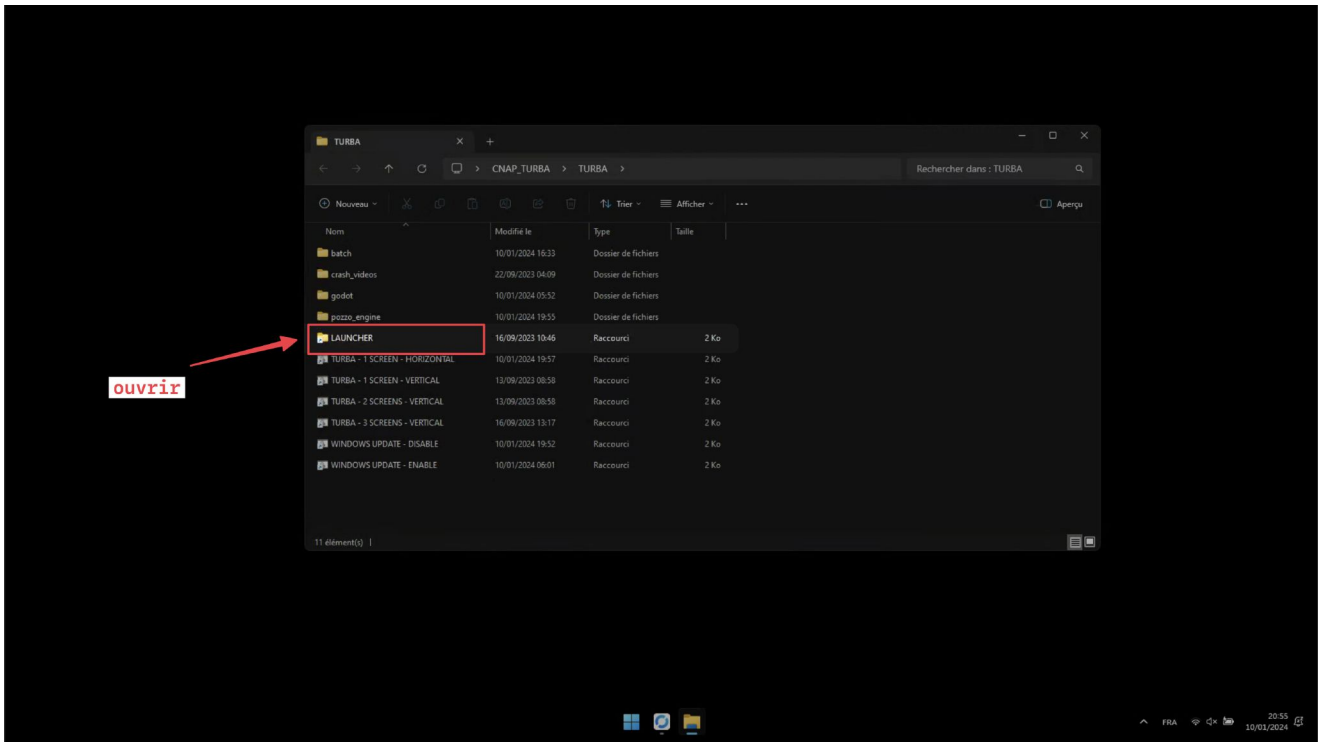 TURBA
CNAP_TURBA > TURBA >
Rechercher dans : TURBA
Nouveau
Trier
Afficher
Aperçu
Nom Modifié le Type Taille
batch 10/01/2024 16:33 Dossier de fichiers
crash_videos 22/09/2023 04:09 Dossier de fichiers
godot 10/01/2024 05:52 Dossier de fichiers
pozzo_engine 10/01/2024 19:55 Dossier de fichiers
LAUNCHER 16/09/2023 10:46 Raccourci 2 Ko
TURBA - 1 SCREEN - HORIZONTAL 10/01/2024 19:57 Raccourci 2 Ko
ouvrir
TURBA - 1 SCREEN - VERTICAL 13/09/2023 08:58 Raccourci 2 Ko
TURBA - 2 SCREENS - VERTICAL 13/09/2023 08:58 Raccourci 2 Ko
TURBA - 3 SCREENS - VERTICAL 16/09/2023 13:17 Raccourci 2 Ko
WINDOWS UPDATE - DISABLE 10/01/2024 19:52 Raccourci 2 Ko
WINDOWS UPDATE - ENABLE 10/01/2024 06:01 Raccourci 2 Ko
11 élément(s)
FRA
20:55
10/01/2024